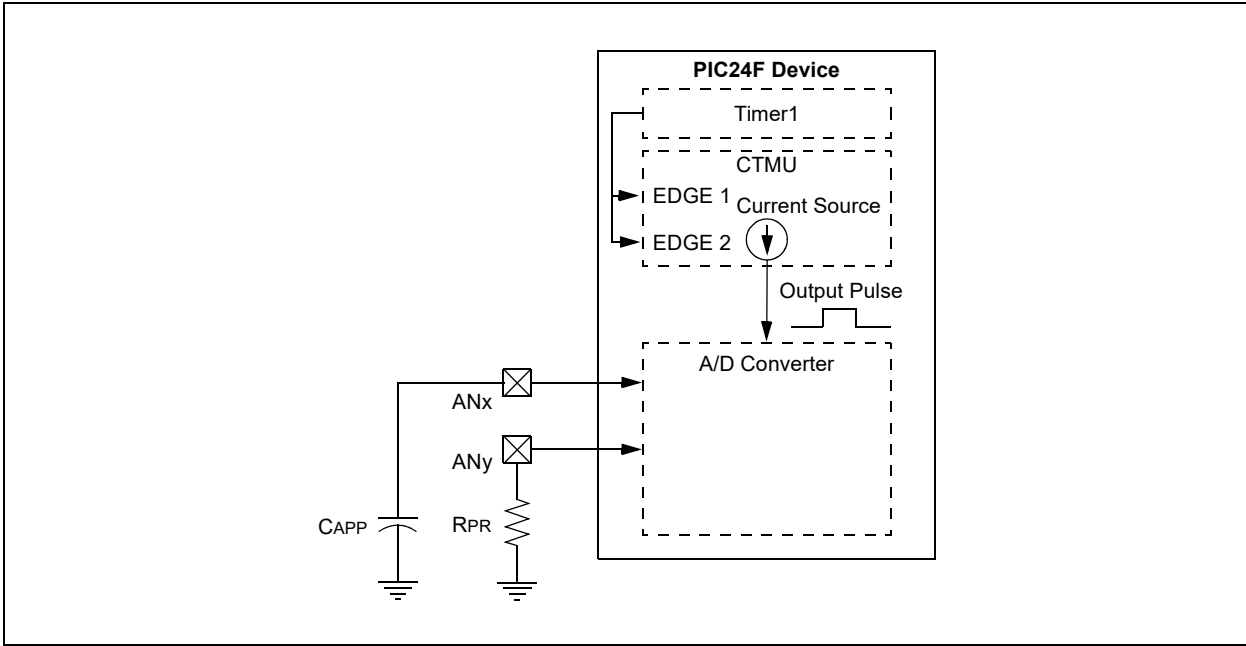 PIC24F Device
Timer1
CTMU
EDGE 1
Current Source
EDGE 2
Output Pulse
A/D Converter
ANx
ANy
CAPP
RPR